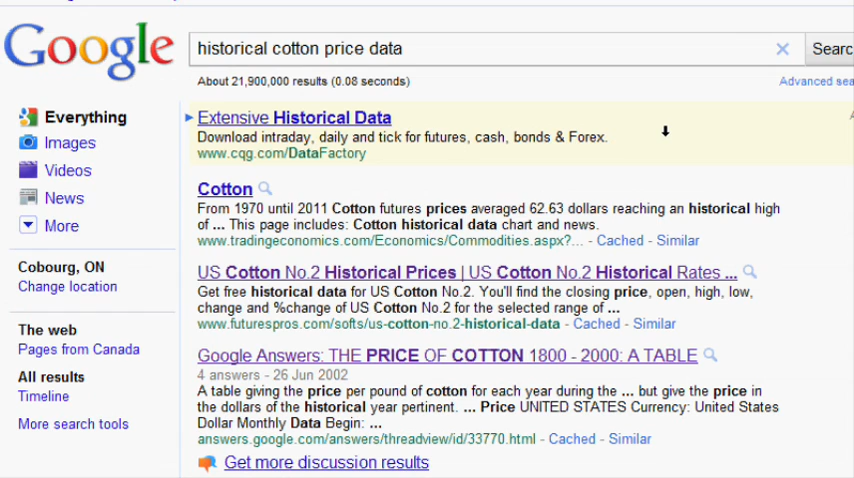 Google
historical cotton price data
Searc
About 21,900,000 results (0.08 seconds)
Advanced sea
Everything
Images
Videos
News
More
Cobourg, ON
Change location
The web
Pages from Canada
All results
Timeline
More search tools
Extensive Historical Data
Download intraday, daily and tick for futures, cash, bonds & Forex.
www.cqg.com/DataFactory
Cotton
From 1970 until 2011 Cotton futures prices averaged 62.63 dollars reaching an historical high
of ... This page includes: Cotton historical data chart and news.
www.tradingeconomics.com/Economics/Commodities.aspx?... - Cached - Similar
US Cotton No.2 Historical Prices | US Cotton No.2 Historical Rates ...
Get free historical data for US Cotton No.2. You'll find the closing price, open, high, low,
change and %change of US Cotton No.2 for the selected range of ...
www.futurespros.com/softs/us-cotton-no.2-historical-data - Cached - Similar
Google Answers: THE PRICE OF COTTON 1800 - 2000: A TABLE
4 answers - 26 Jun 2002
A table giving the price per pound of cotton for each year during the ... but give the price in
the dollars of the historical year pertinent. ... Price UNITED STATES Currency: United States
Dollar Monthly Data Begin: ...
answers.google.com/answers/threadview/id/33770.html - Cached - Similar
Get more discussion results